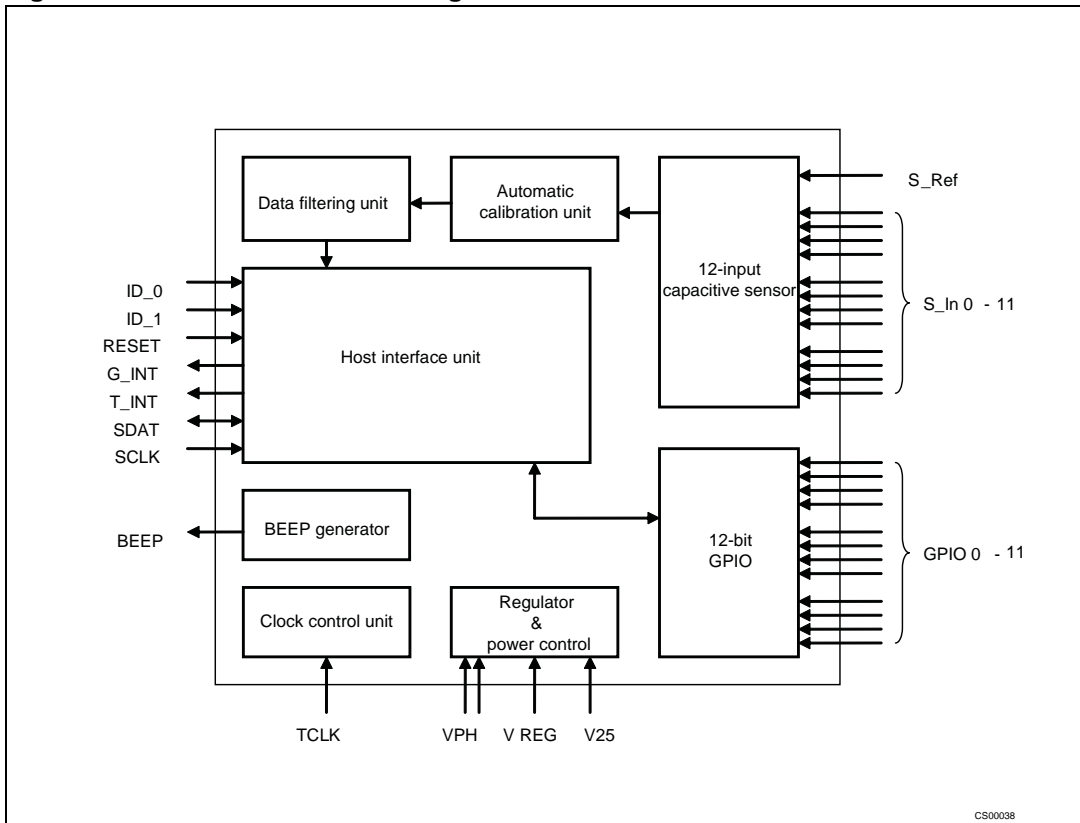 Data filtering unit
Automatic
calibration unit
12-input
capacitive sensor
S_Ref
S_In 0 - 11
ID_0
ID_1
RESET
G_INT
T_INT
SDAT
SCLK
Host interface unit
BEEP
BEEP generator
12-bit
GPIO
GPIO 0 - 11
Clock control unit
Regulator
&
power control
TCLK
VPH
V REG
V25
CS00038